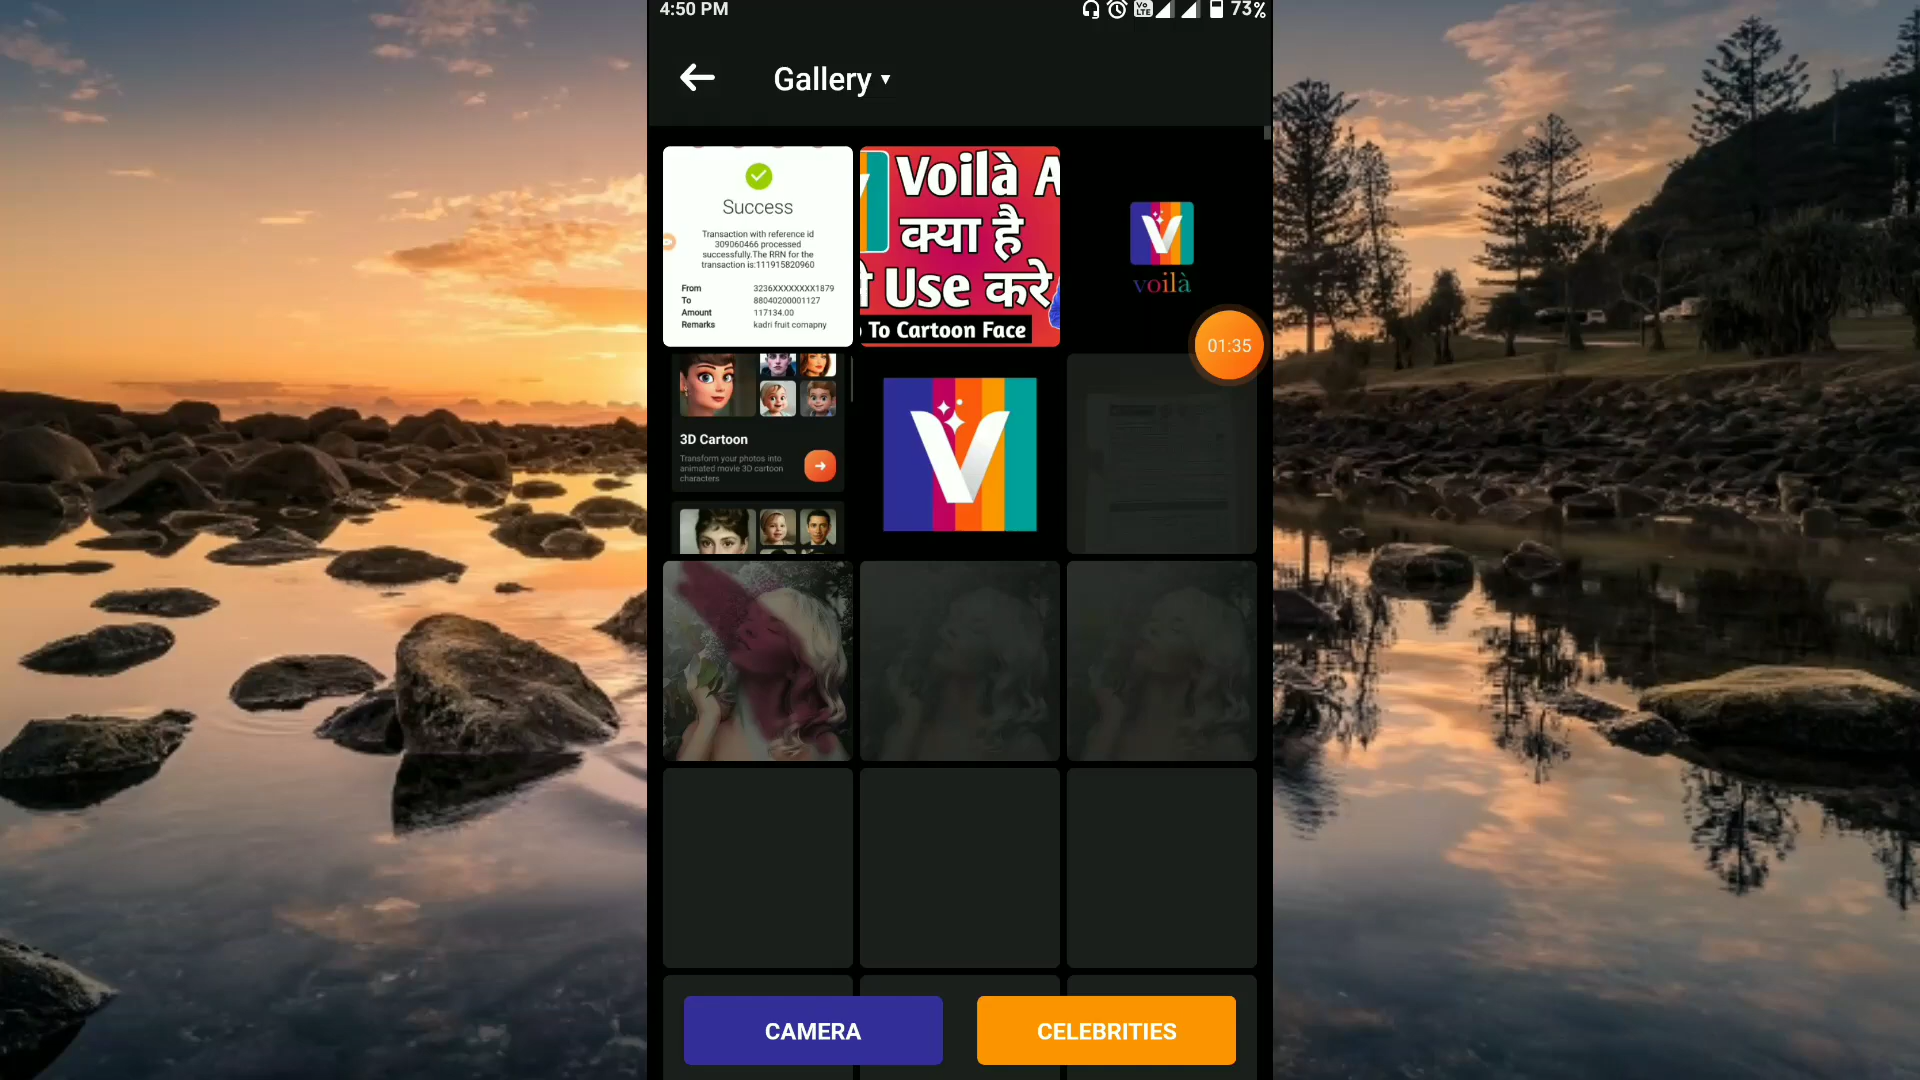 4:50 PM
Vo LTE
73%
Gallery ▾
Success
Transaction with reference id
309060466 processed
successfully.The RRN for the
transaction is:111915820960
From 3236XXXXXXXX1879
To 88040200001127
Amount 117134.00
Remarks kadri fruit comapny
Voilà A
क्या है
Use करे
To Cartoon Face
V
voilà
01:35
3D Cartoon
Transform your photos into
animated movie 3D cartoon
characters
V
CAMERA
CELEBRITIES